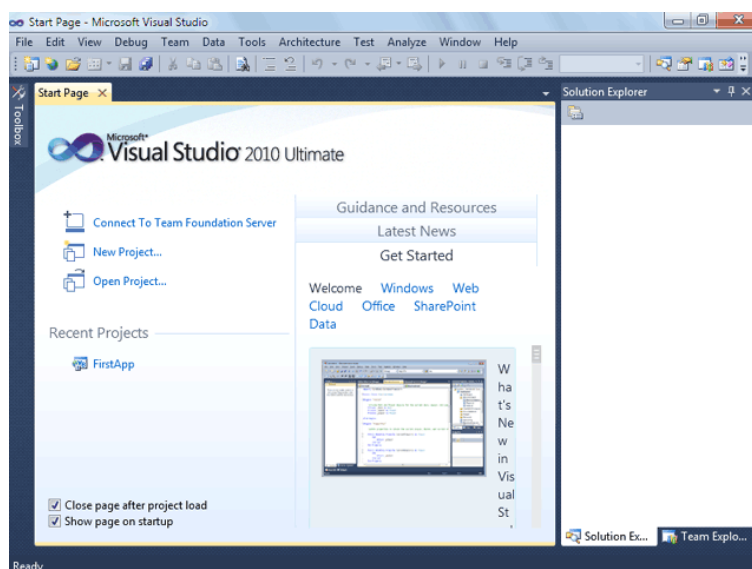 Start Page - Microsoft Visual Studio
File Edit View Debug Team Data Tools Architecture Test Analyze Window Help
Toolbox
Start Page
Solution Explorer
Microsoft
Visual Studio 2010 Ultimate
Connect To Team Foundation Server
New Project...
Open Project...
Recent Projects
FirstApp
Close page after project load
Show page on startup
Guidance and Resources
Latest News
Get Started
Welcome Windows Web
Cloud Office SharePoint
Data
W
ha
t's
Ne
w
in
Vis
ual
St
Solution Ex...
Team Explo...
Ready